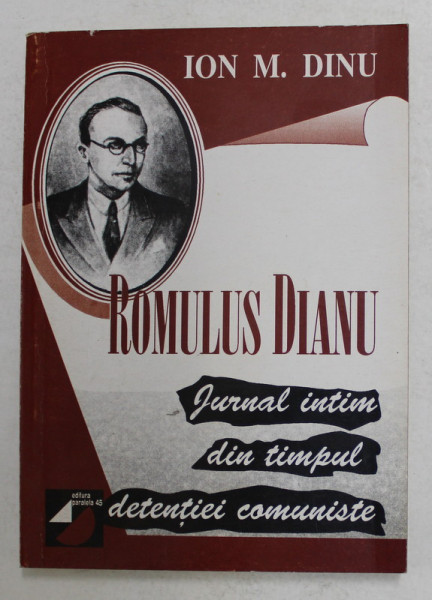 ION M. DINU
ROMULUS DIANU
Jurnal intim
din timpul
detenției comuniste
editura
paralela 45